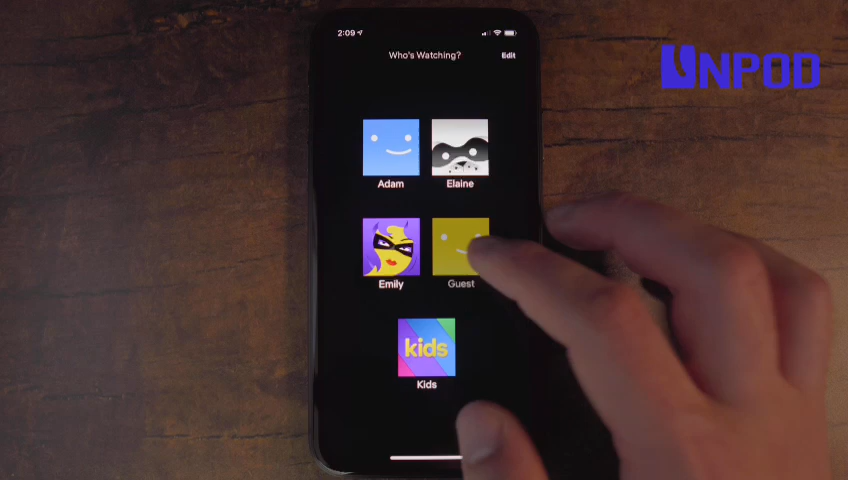 2:09
Who's Watching?
Edit
UNPOD
Adam
Elaine
Emily
Guest
kids
Kids